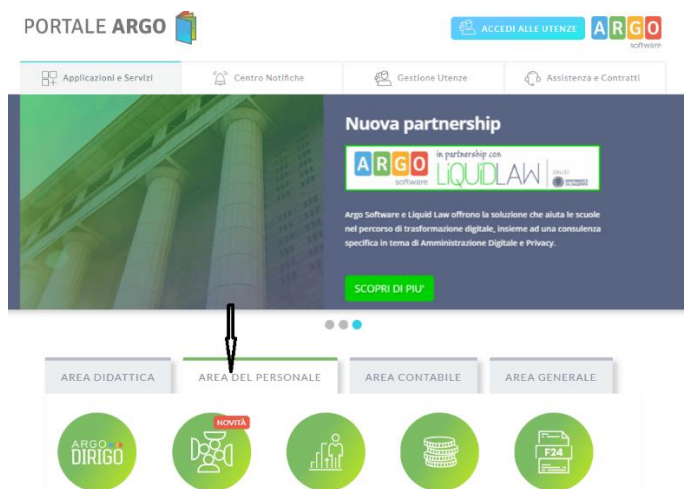 PORTALE ARGO
ACCEDI ALLE UTENZE
ARGO
software
Applicazioni e Servizi
Centro Notifiche
Gestione Utenze
Assistenza e Contratti
Nuova partnership
ARGO
software
in partnership con
LIQUIDLAW
Argo Software e Liquid Law offrono la soluzione che aiuta le scuole
nel percorso di trasformazione digitale, insieme ad una consulenza
specifica in tema di Amministrazione Digitale e Privacy.
SCOPRI DI PIU'
AREA DIDATTICA
AREA DEL PERSONALE
AREA CONTABILE
AREA GENERALE
NOVITÀ
ARGO
DIRIGO
F24